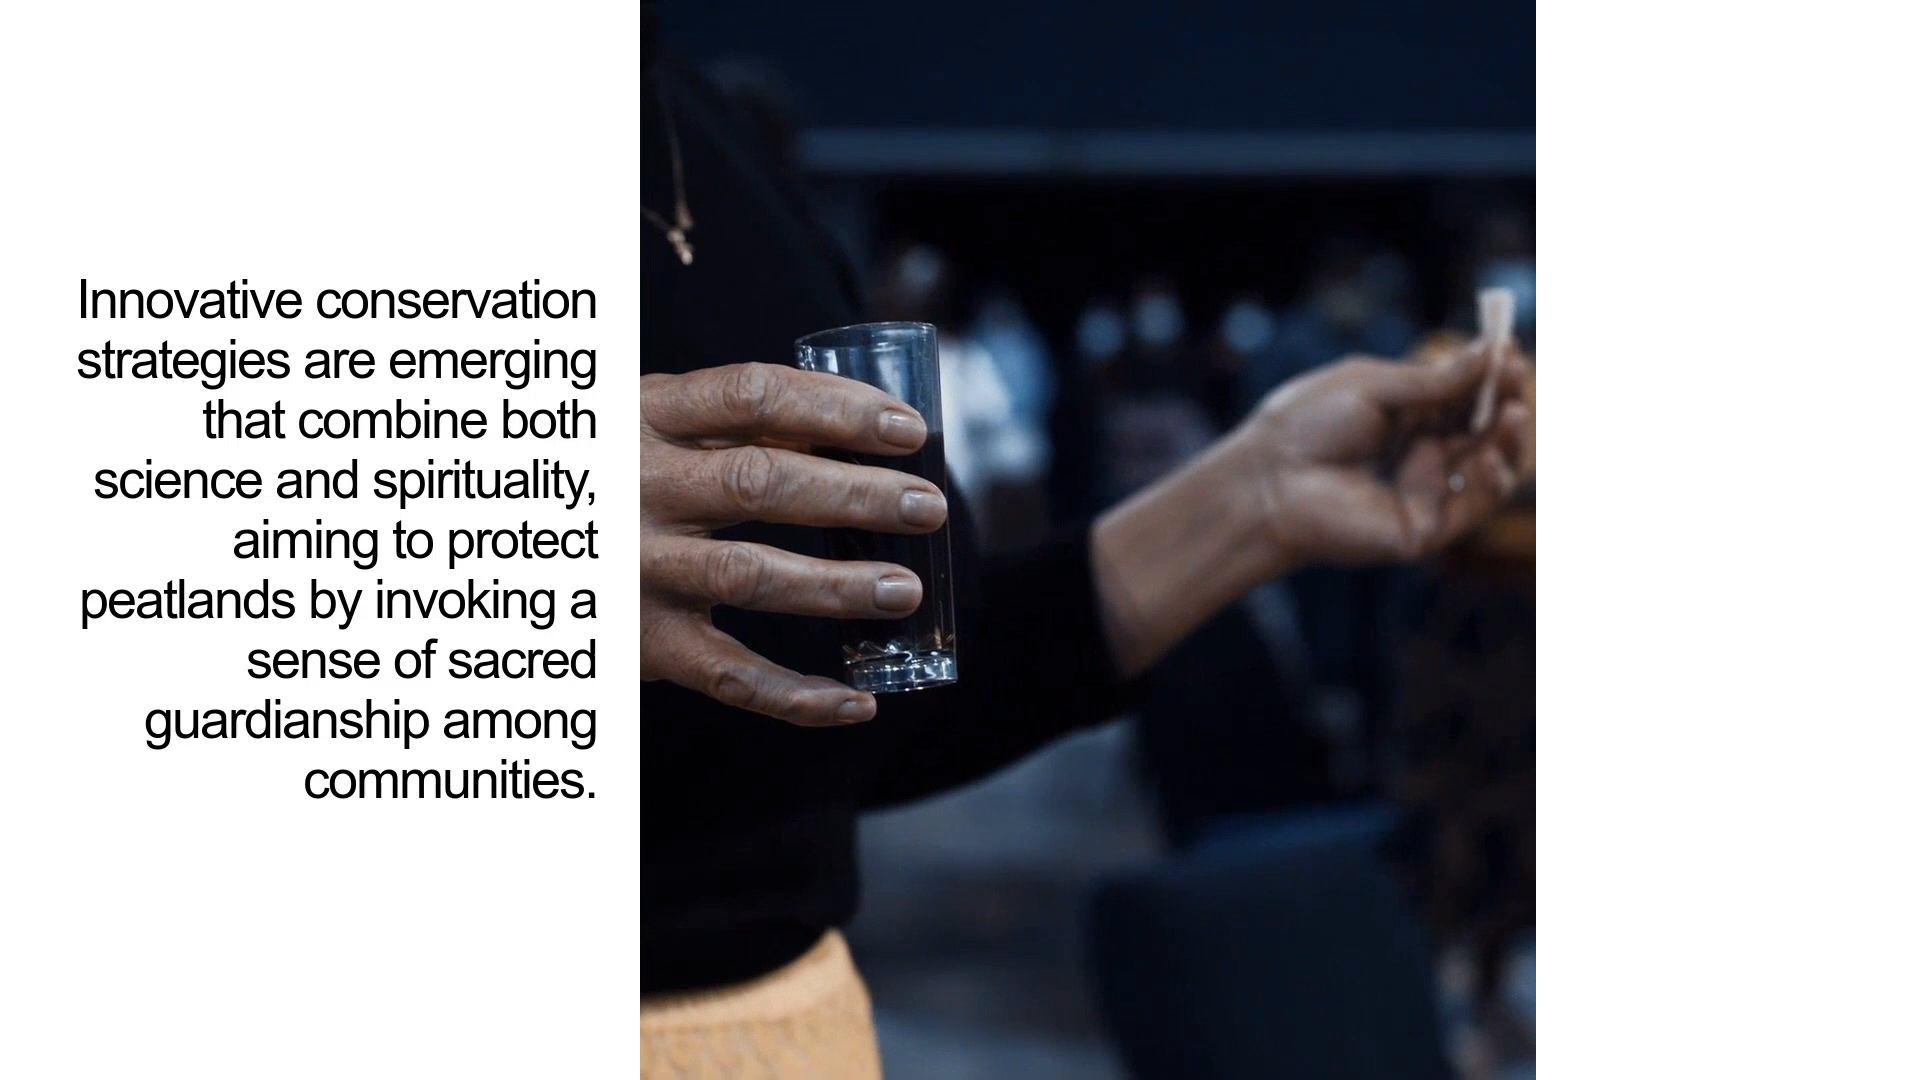 Innovative conservation
strategies are emerging
that combine both
science and spirituality,
aiming to protect
peatlands by invoking a
sense of sacred
guardianship among
communities.